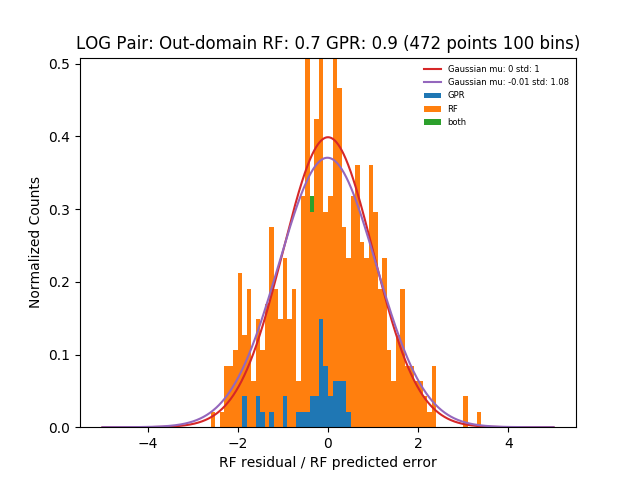 LOG Pair: Out-domain RF: 0.7 GPR: 0.9 (472 points 100 bins)
Gaussian mu: 0 std: 1
Gaussian mu: -0.01 std: 1.08
GPR
RF
both
Normalized Counts
0.5
0.4
0.3
0.2
0.1
0.0
−4 −2 0 2 4
RF residual / RF predicted error